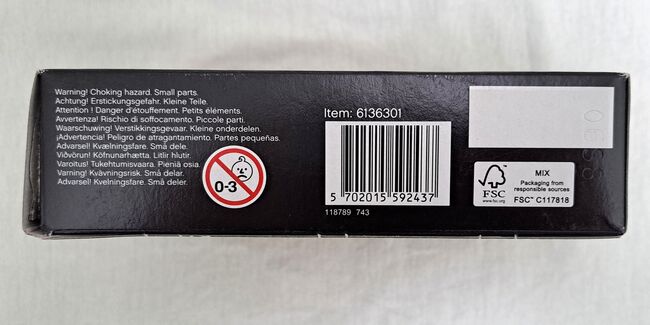 Warning! Choking hazard. Small parts.
Achtung! Erstickungsgefahr. Kleine Teile.
Attention ! Danger d'étouffement. Petits éléments.
Avvertenza! Rischio di soffocamento. Piccole parti.
Waarschuwing! Verstikkingsgevaar. Kleine onderdelen.
¡Advertencia! Peligro de atragantamiento. Partes pequeñas.
Advarsel! Kvælningsfare. Små dele.
Viðvörun! Köfnunarhætta. Litlir hlutir.
Varoitus! Tukehtumisvaara. Pieniä osia.
Varning! Kvävningsrisk. Små delar.
Advarsel! Kvelningsfare. Små deler.
0-3
Item: 6136301
5 702015 592437
118789 743
FSC
www.fsc.org
MIX
Packaging from
responsible sources
FSC™ C117818